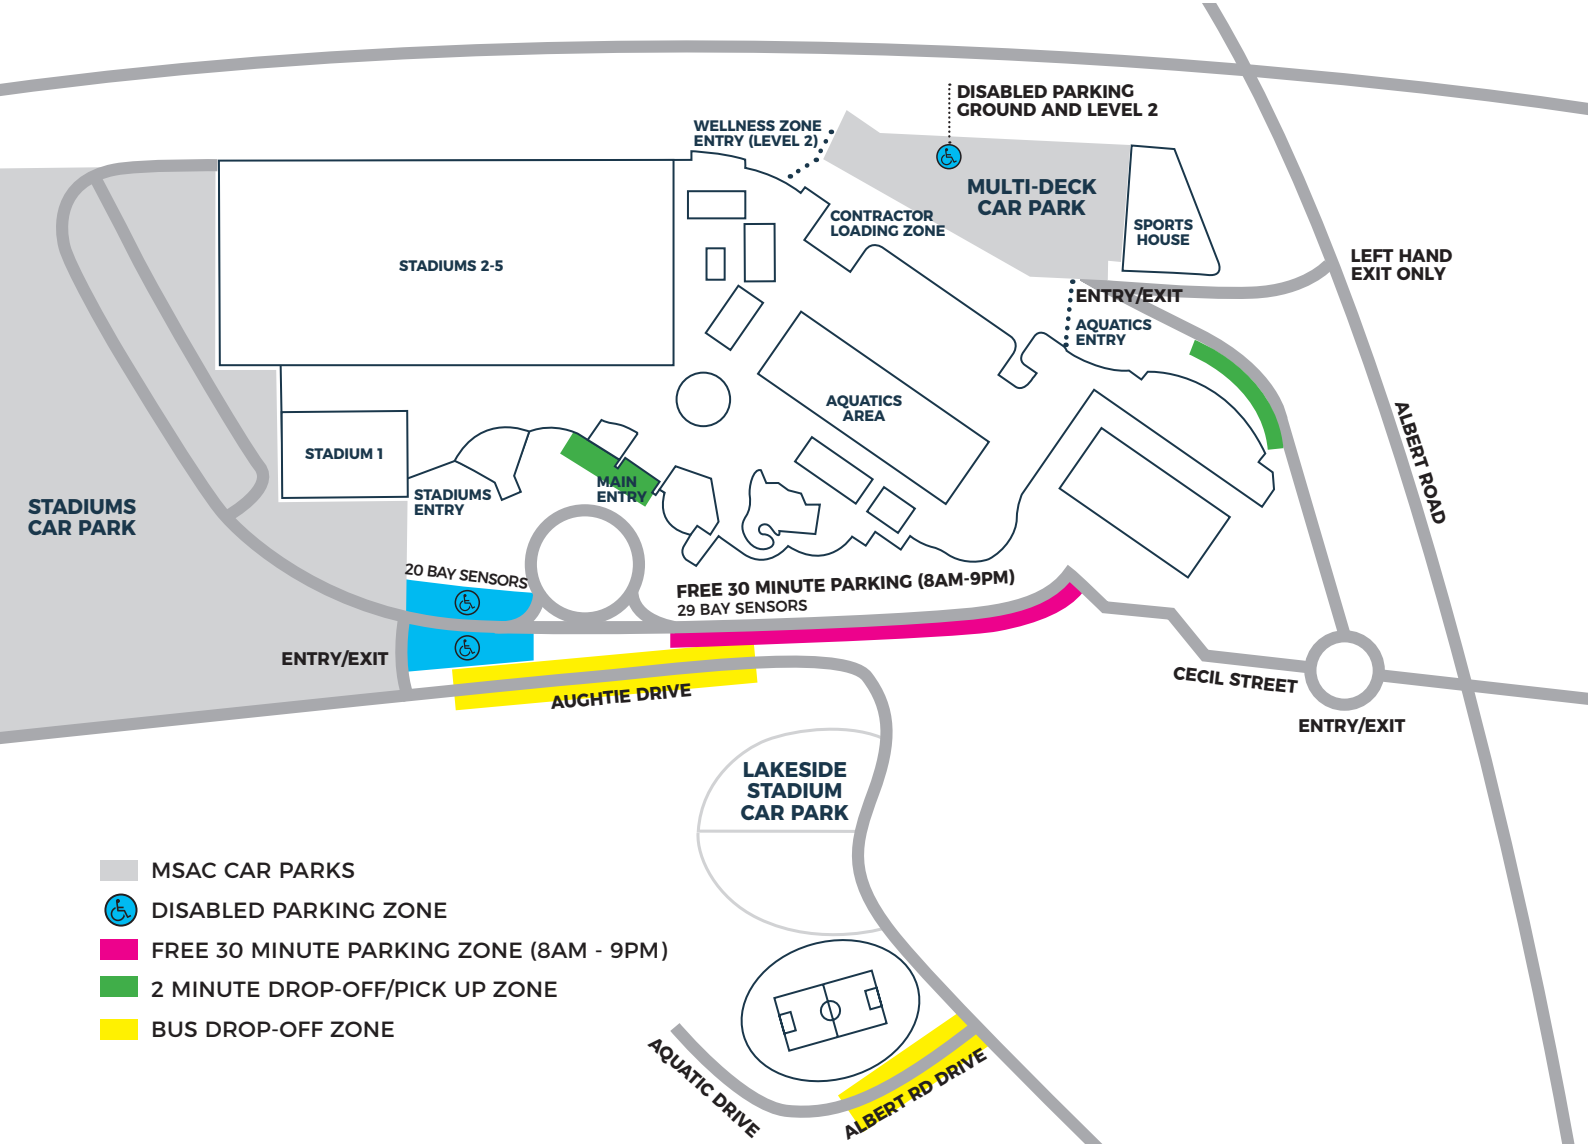 DISABLED PARKING
GROUND AND LEVEL 2
WELLNESS ZONE
ENTRY (LEVEL 2)
MULTI-DECK
CAR PARK
CONTRACTOR
LOADING ZONE
SPORTS
HOUSE
STADIUMS 2-5
LEFT HAND
EXIT ONLY
ENTRY/EXIT
AQUATICS
ENTRY
AQUATICS
AREA
ALBERT ROAD
STADIUM 1
STADIUMS
CAR PARK
STADIUMS
ENTRY
MAIN
ENTRY
20 BAY SENSORS
FREE 30 MINUTE PARKING (8AM-9PM)
29 BAY SENSORS
ENTRY/EXIT
AUGHTIE DRIVE
CECIL STREET
ENTRY/EXIT
LAKESIDE
STADIUM
CAR PARK
MSAC CAR PARKS
DISABLED PARKING ZONE
FREE 30 MINUTE PARKING ZONE (8AM - 9PM)
2 MINUTE DROP-OFF/PICK UP ZONE
BUS DROP-OFF ZONE
AQUATIC DRIVE
ALBERT RD DRIVE